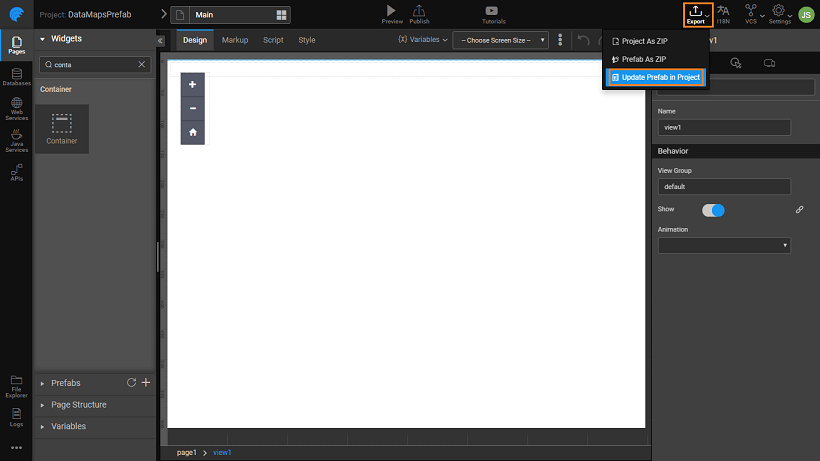 Project: DataMapsPrefab
Main
Preview
Publish
Tutorials
Export
I18N
VCS
Settings
JS
Pages
Databases
Web
Services
Java
Services
APIs
File
Explorer
Logs
Widgets
conta
Container
Container
Prefabs
Page Structure
Variables
Design
Markup
Script
Style
(x) Variables
-- Choose Screen Size --
Project As ZIP
Prefab As ZIP
Update Prefab in Project
Name
view1
Behavior
View Group
default
Show
Animation
page1
view1